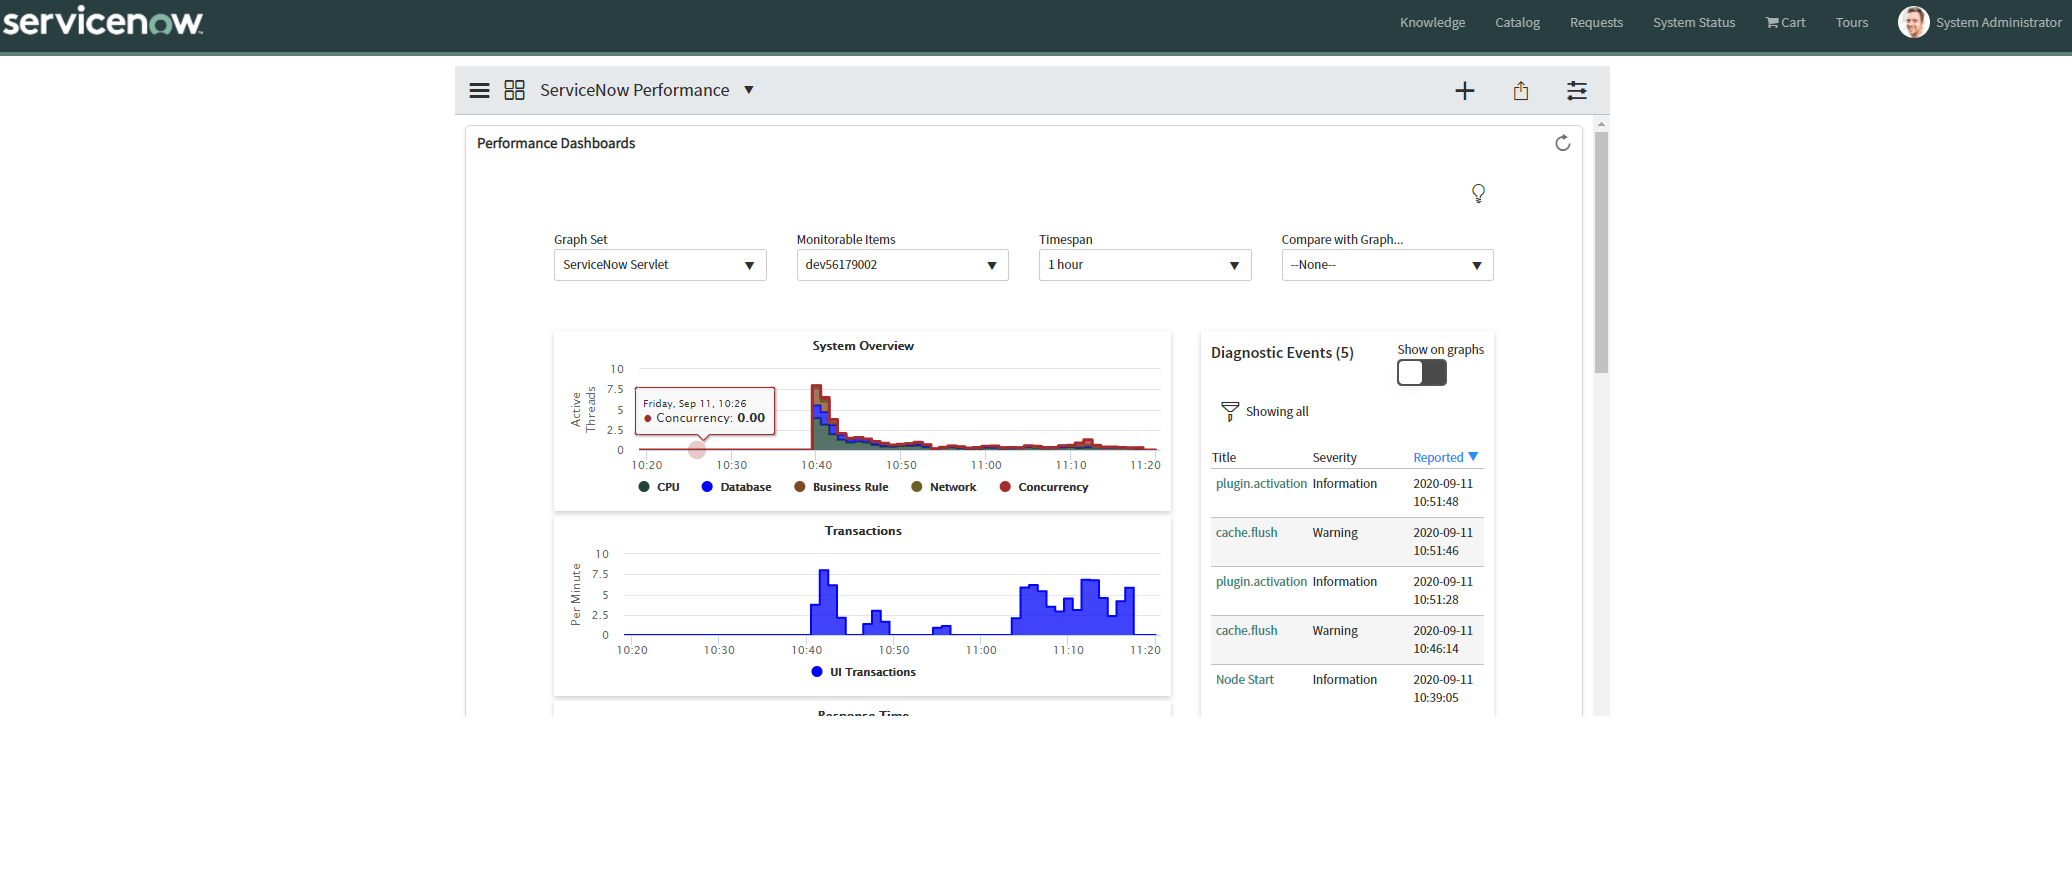 servicenow
Knowledge Catalog Requests System Status Cart Tours System Administrator
ServiceNow Performance
Performance Dashboards
Graph Set Monitorable Items Timespan Compare with Graph...
ServiceNow Servlet dev56179002 1 hour --None--
System Overview
Active Threads
10
7.5
5
2.5
0
Friday, Sep 11, 10:26
Concurrency: 0.00
10:20 10:30 10:40 10:50 11:00 11:10 11:20
CPU Database Business Rule Network Concurrency
Transactions
Per Minute
10
7.5
5
2.5
0
10:20 10:30 10:40 10:50 11:00 11:10 11:20
UI Transactions
Response Time
Diagnostic Events (5)
Show on graphs
Showing all
Title Severity Reported
plugin.activation Information 2020-09-11
10:51:48
cache.flush Warning 2020-09-11
10:51:46
plugin.activation Information 2020-09-11
10:51:28
cache.flush Warning 2020-09-11
10:46:14
Node Start Information 2020-09-11
10:39:05